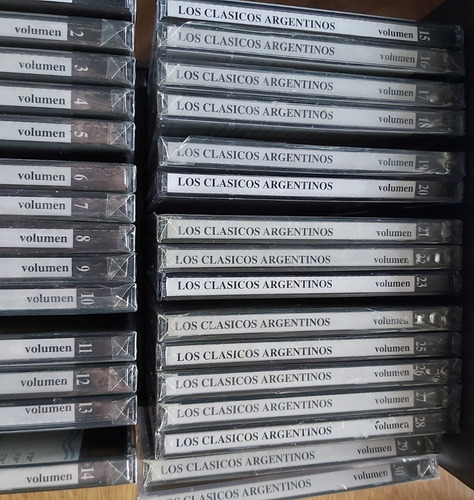 volumen 2
volumen 3
volumen 4
volumen 5
volumen 6
volumen 7
volumen 8
volumen 9
volumen 10
volumen 11
volumen 12
volumen 13
volumen 14
LOS CLASICOS ARGENTINOS volumen 15
LOS CLASICOS ARGENTINOS volumen 16
LOS CLASICOS ARGENTINOS volumen
LOS CLASICOS ARGENTINOS volumen 18
LOS CLASICOS ARGENTINOS volumen 19
LOS CLASICOS ARGENTINOS volumen 20
LOS CLASICOS ARGENTINOS volumen 21
LOS CLASICOS ARGENTINOS volumen
LOS CLASICOS ARGENTINOS volumen 23
LOS CLASICOS ARGENTINOS volumen
LOS CLASICOS ARGENTINOS volumen 25
LOS CLASICOS ARGENTINOS volumen 26
LOS CLASICOS ARGENTINOS volumen 27
LOS CLASICOS ARGENTINOS volumen 28
LOS CLASICOS ARGENTINOS volumen 29
LOS CLASICOS ARGENTINOS volumen 30